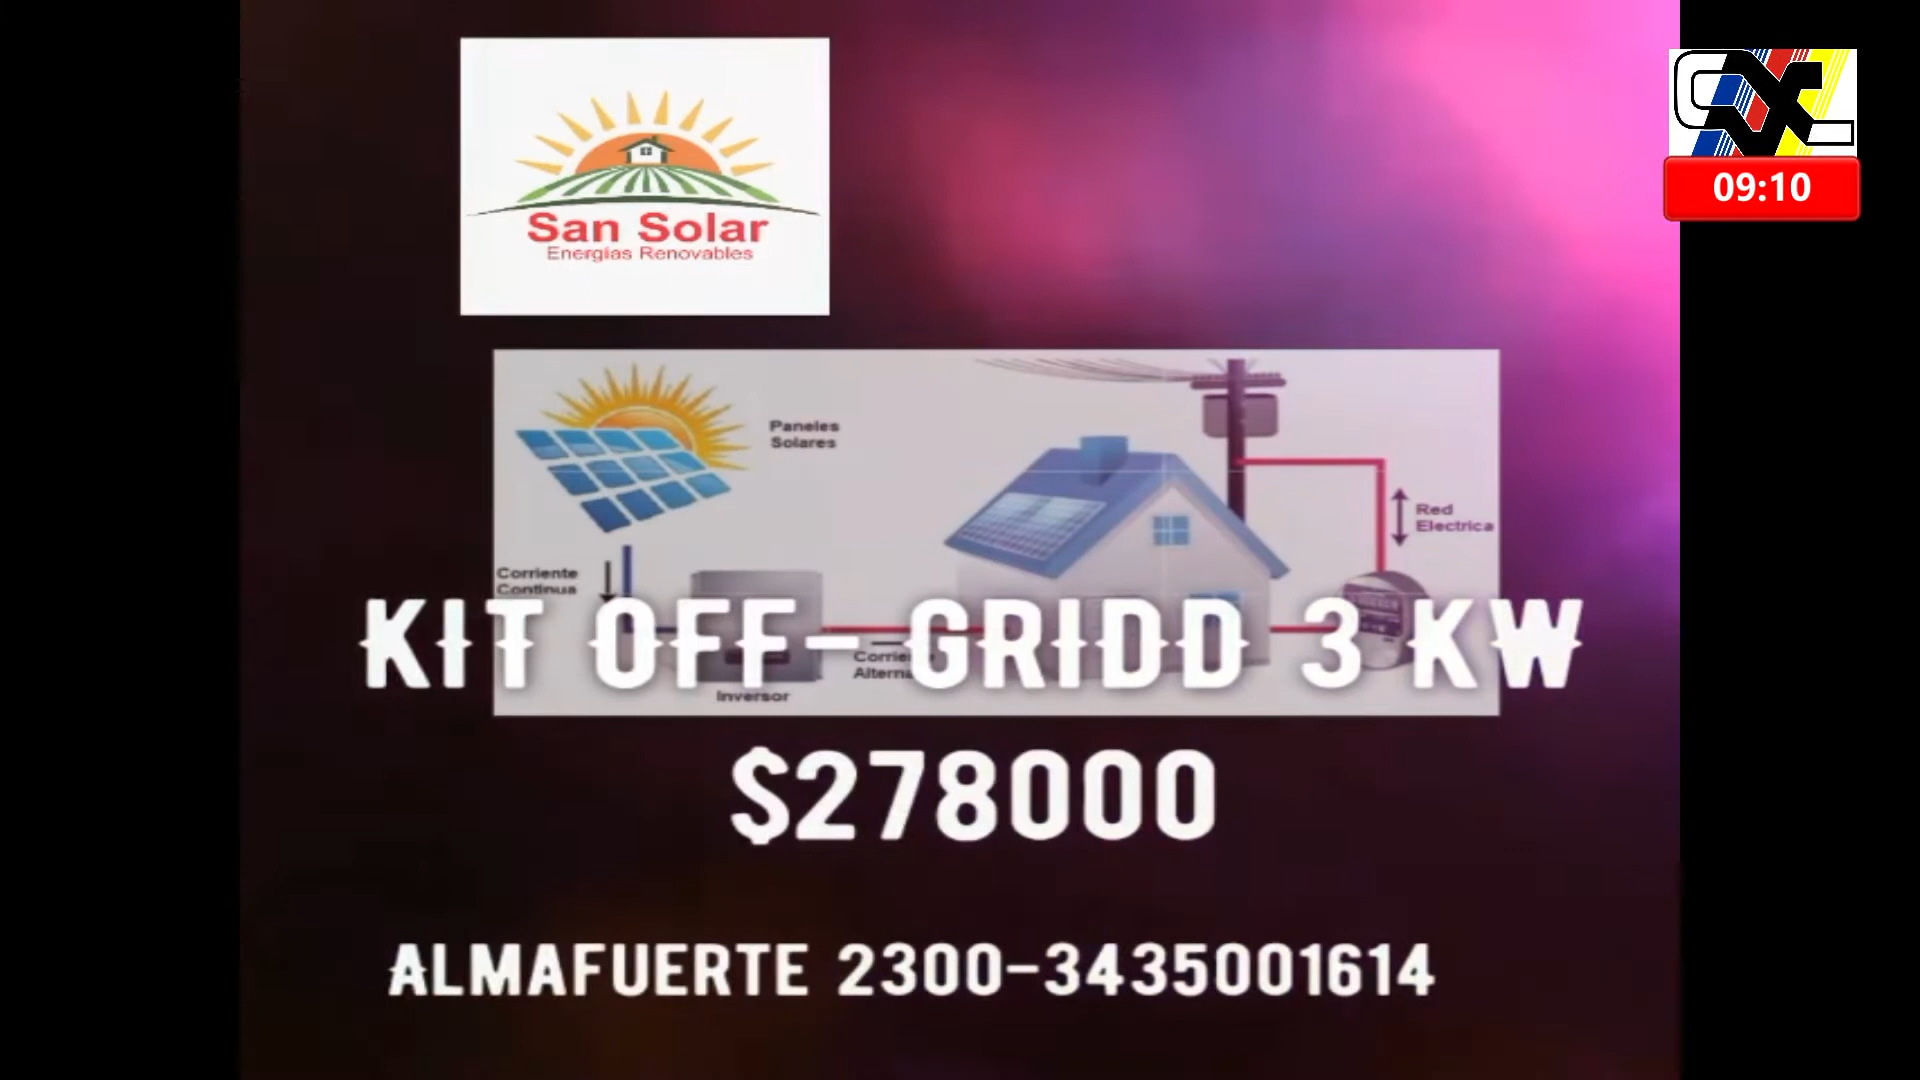 09:10
San Solar
Energías Renovables
Paneles
Solares
Red
Electrica
Corriente
Continua
KIT OFF- GRIDD 3 KW
Corriente
Inversor
$278000
ALMAFUERTE 2300-3435001614